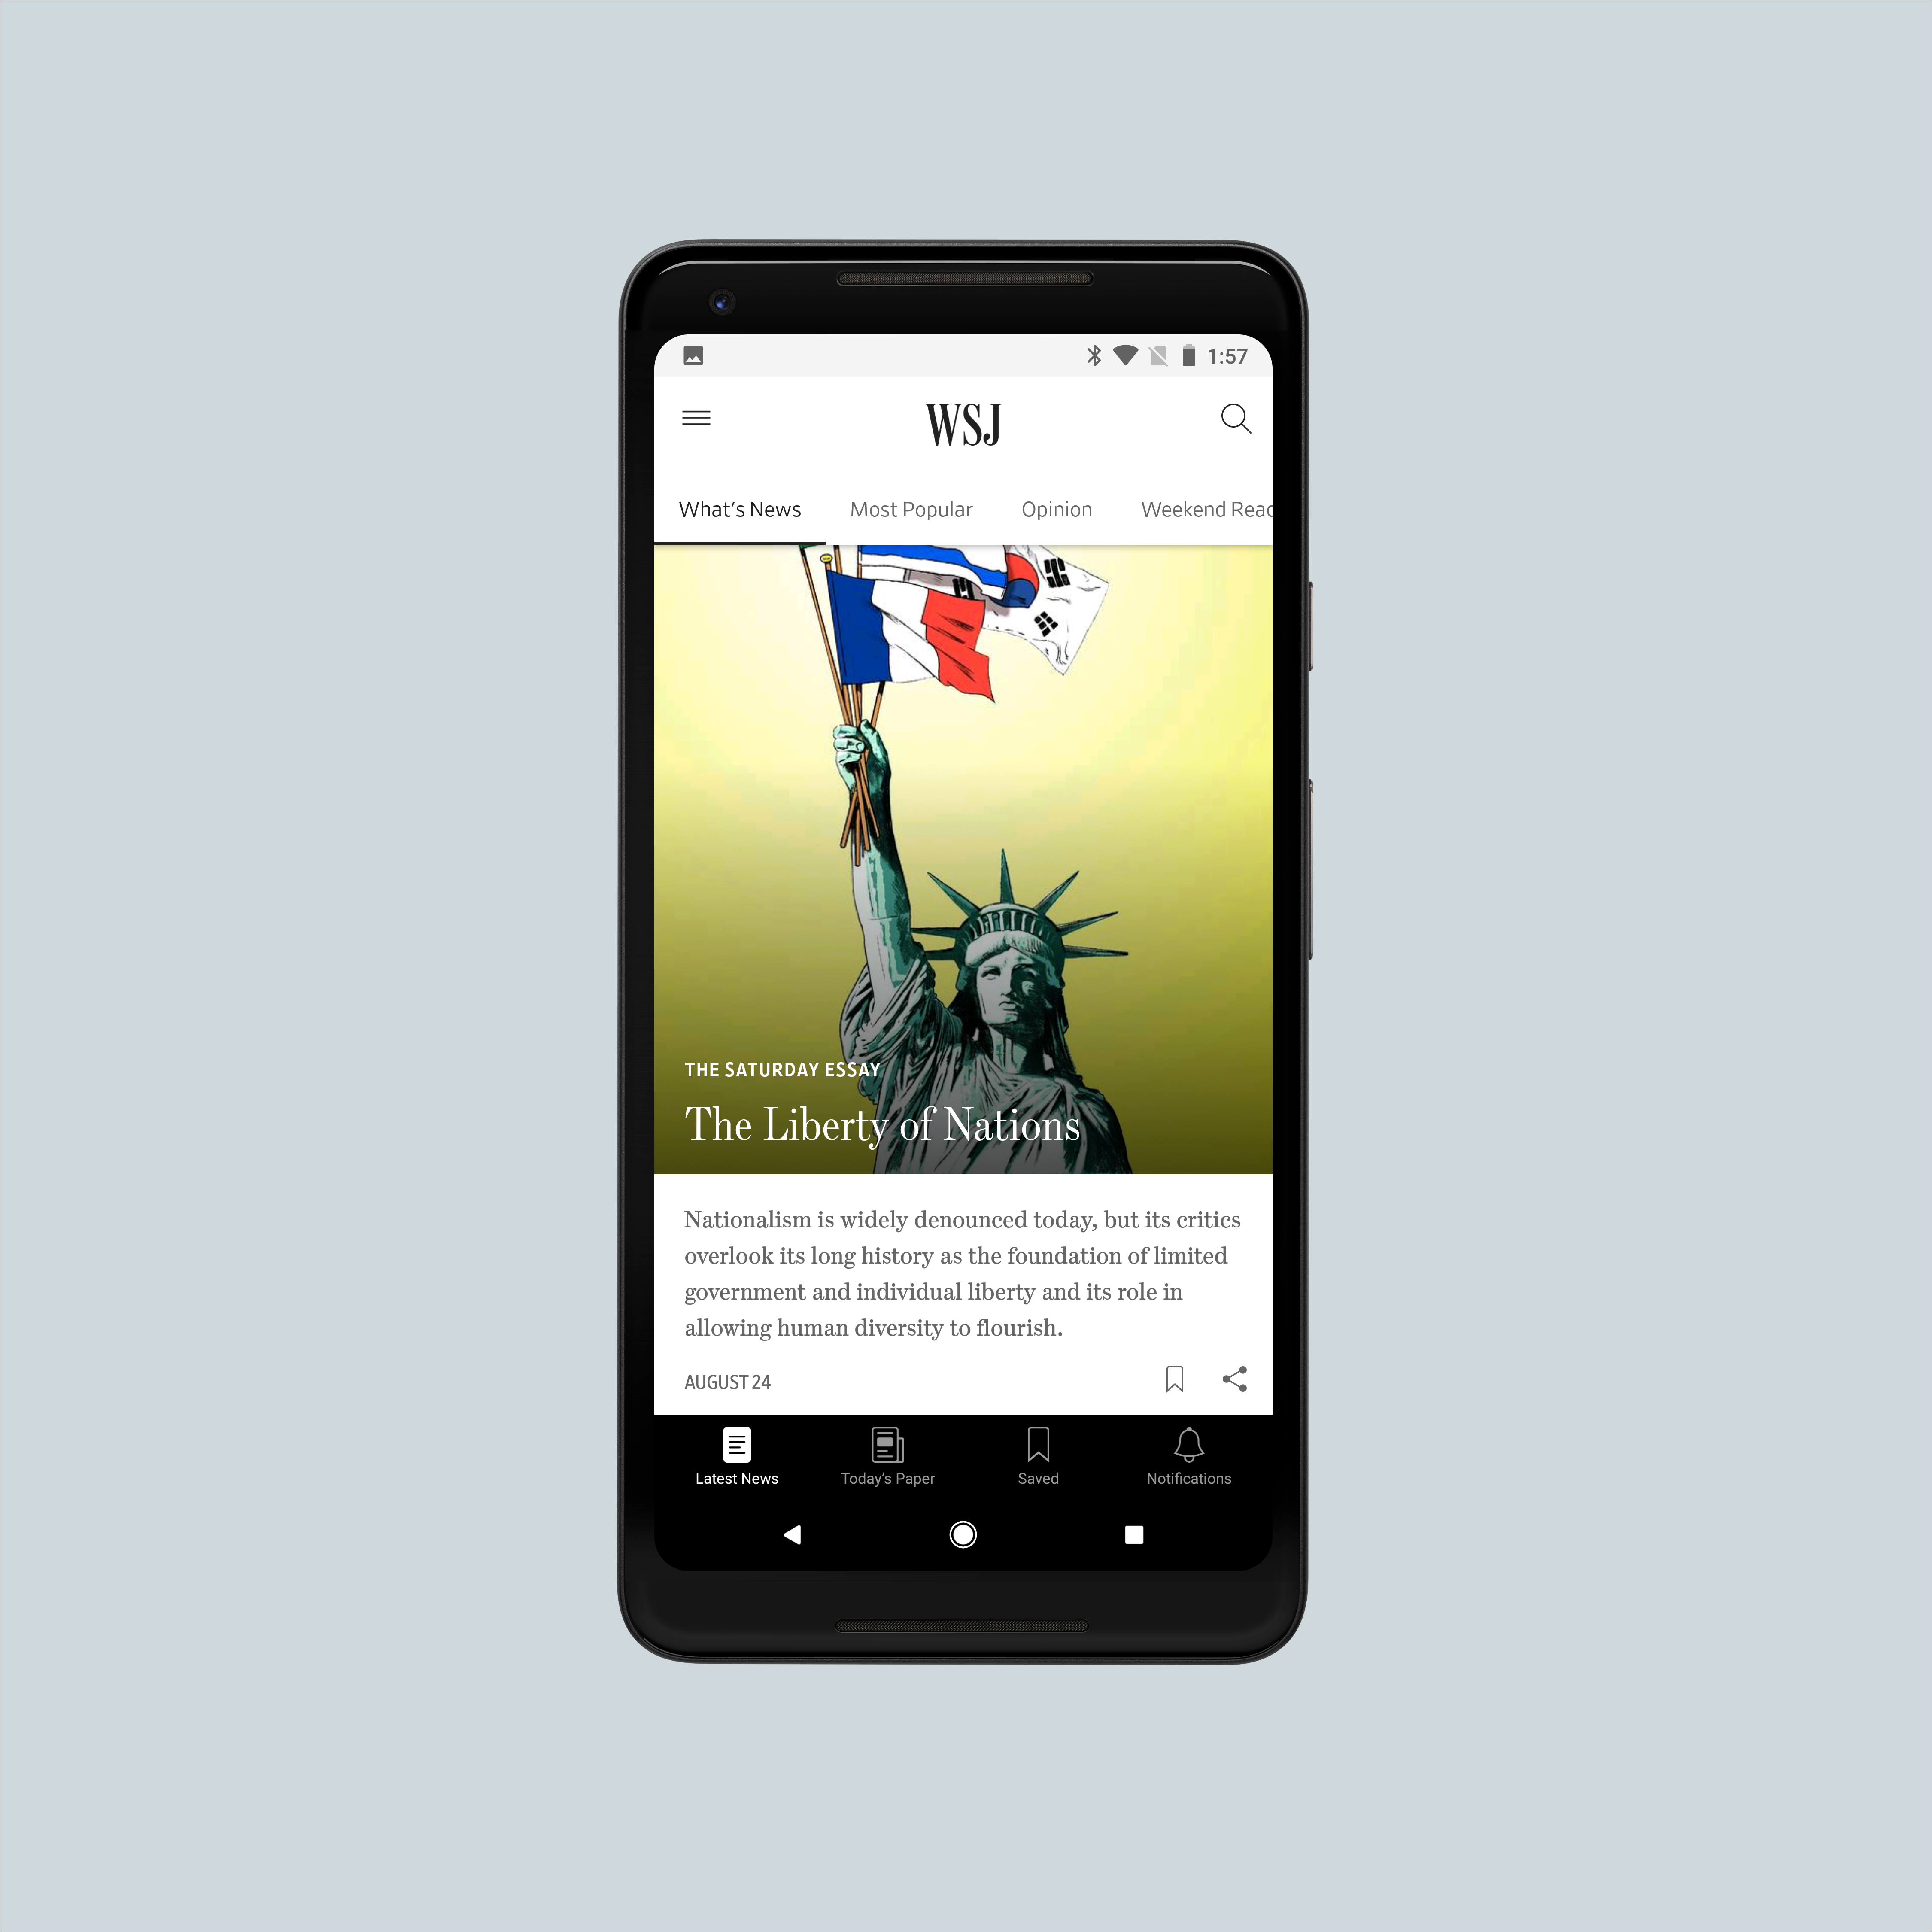 1:57
WSJ
What's News Most Popular Opinion Weekend Read
THE SATURDAY ESSAY
The Liberty of Nations
Nationalism is widely denounced today, but its critics
overlook its long history as the foundation of limited
government and individual liberty and its role in
allowing human diversity to flourish.
AUGUST 24
Latest News Today's Paper Saved Notifications